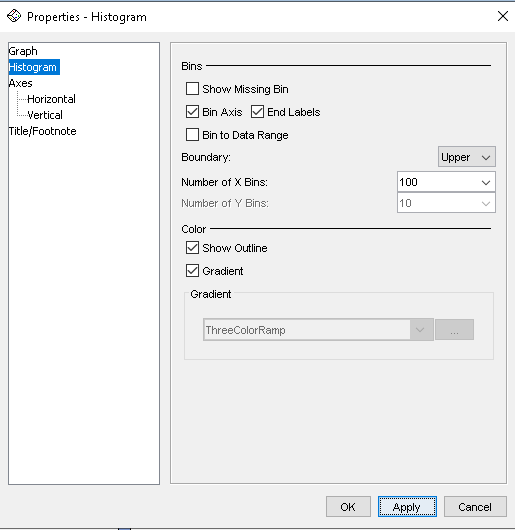 Properties - Histogram
Graph
Histogram
Axes
Horizontal
Vertical
Title/Footnote
Bins
Show Missing Bin
Bin Axis End Labels
Bin to Data Range
Boundary: Upper
Number of X Bins: 100
Number of Y Bins: 10
Color
Show Outline
Gradient
Gradient
ThreeColorRamp ...
OK Apply Cancel